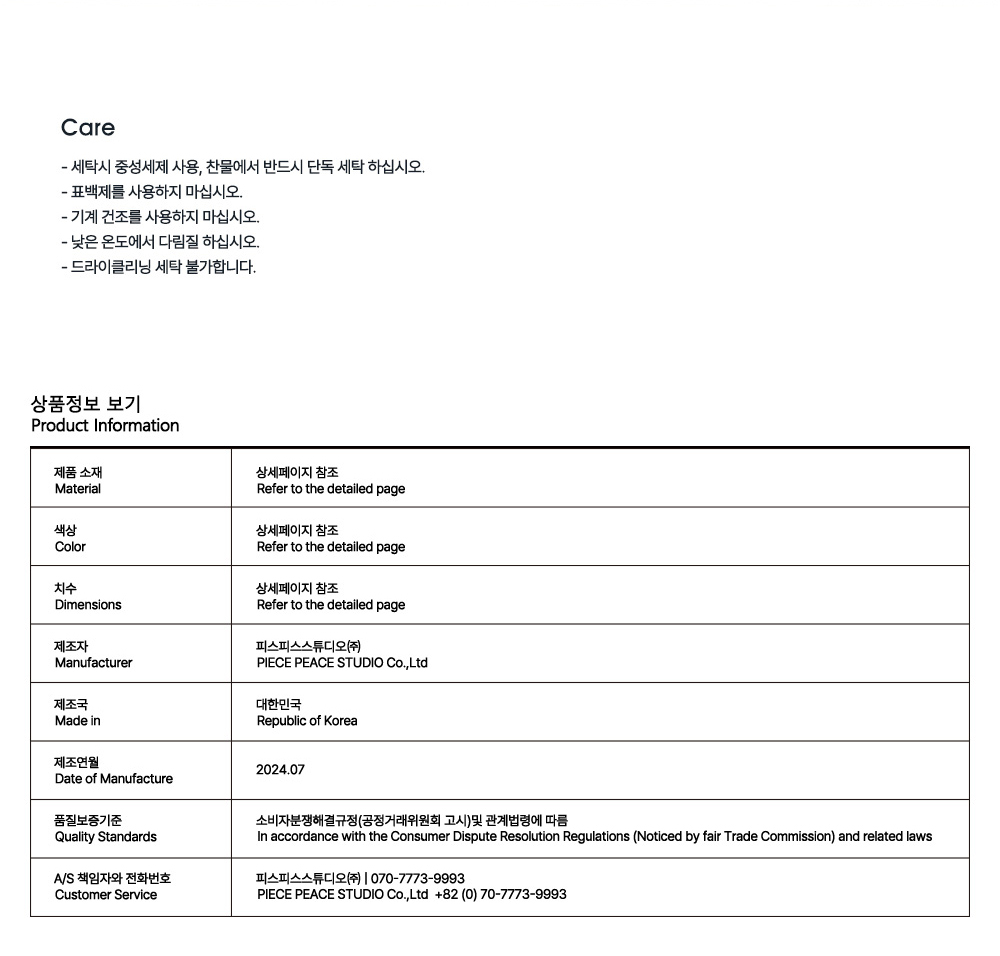 Care
- 세탁시 중성세제 사용, 찬물에서 반드시 단독 세탁 하십시오.
- 표백제를 사용하지 마십시오.
- 기계 건조를 사용하지 마십시오.
- 낮은 온도에서 다림질 하십시오.
- 드라이클리닝 세탁 불가합니다.
상품정보 보기
Product Information
제품 소재
Material
상세페이지 참조
Refer to the detailed page
색상
Color
상세페이지 참조
Refer to the detailed page
치수
Dimensions
상세페이지 참조
Refer to the detailed page
제조자
Manufacturer
피스피스스튜디오㈜
PIECE PEACE STUDIO Co.,Ltd
제조국
Made in
대한민국
Republic of Korea
제조연월
Date of Manufacture
2024.07
품질보증기준
Quality Standards
소비자분쟁해결규정(공정거래위원회 고시)및 관계법령에 따름
In accordance with the Consumer Dispute Resolution Regulations (Noticed by fair Trade Commission) and related laws
A/S 책임자와 전화번호
Customer Service
피스피스스튜디오㈜ | 070-7773-9993
PIECE PEACE STUDIO Co.,Ltd +82 (0) 70-7773-9993